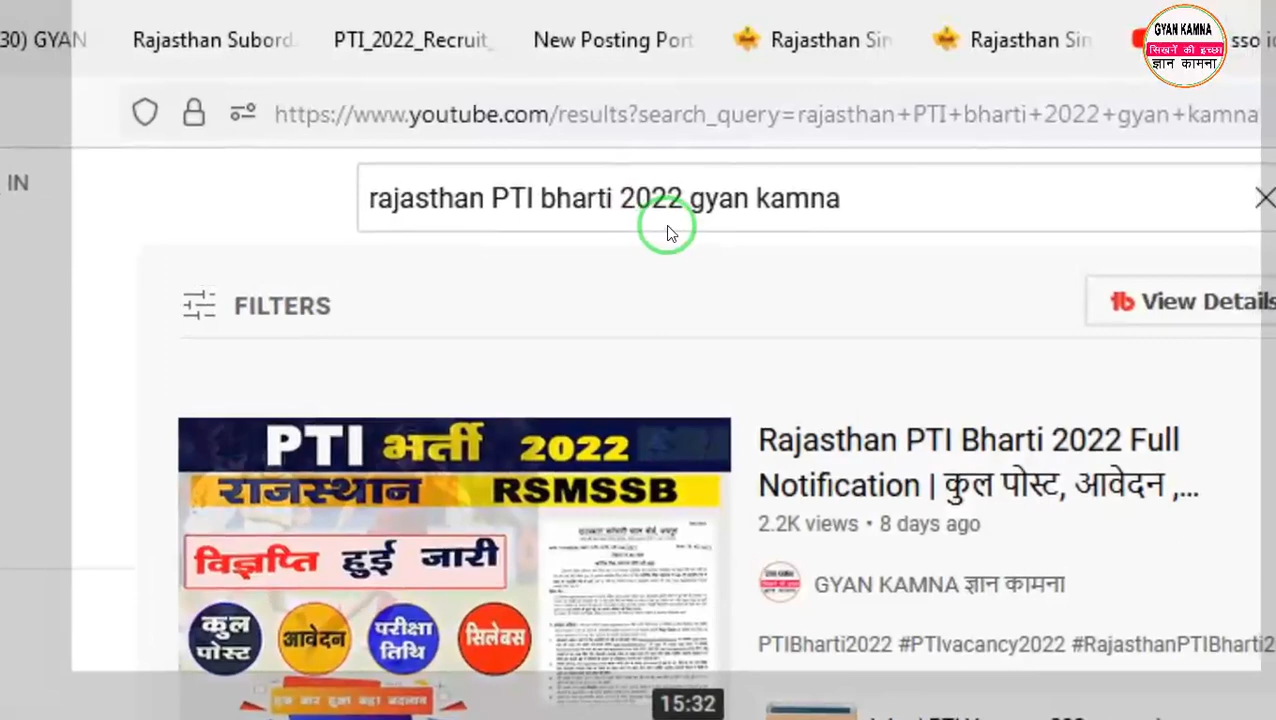 30) GYAN
Rajasthan Subord
PTI_2022_Recruit_
New Posting Port
Rajasthan Sin
Rajasthan Sin
sso i
GYAN KAMNA
सिखनें की इच्छा
ज्ञान कामना
https://www.youtube.com/results?search_query=rajasthan+PTI+bharti+2022+gyan+kamna
IN
rajasthan PTI bharti 2022 gyan kamna
FILTERS
View Details
PTI भर्ती 2022
राजस्थान RSMSSB
विज्ञप्ति हुई जारी
कुल पोस्ट
आवेदन
परीक्षा तिथि
सिलेबस
15:32
Rajasthan PTI Bharti 2022 Full
Notification | कुल पोस्ट, आवेदन ,...
2.2K views • 8 days ago
GYAN KAMNA ज्ञान कामना
PTIBharti2022 #PTIvacancy2022 #RajasthanPTIBharti